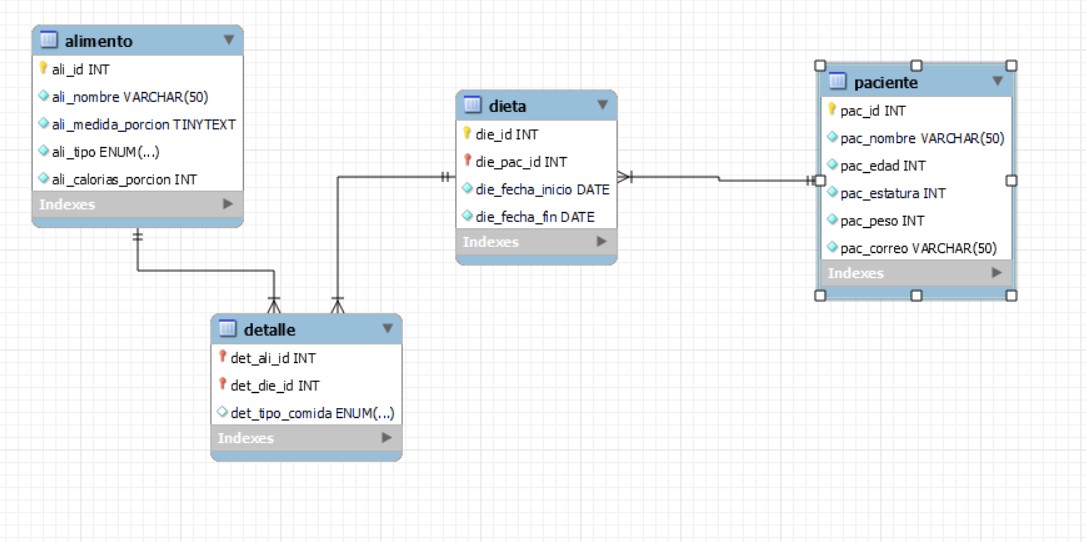 alimento
ali_id INT
ali_nombre VARCHAR(50)
ali_medida_porcion TINYTEXT
ali_tipo ENUM(...)
ali_calorias_porcion INT
Indexes
dieta
die_id INT
die_pac_id INT
die_fecha_inicio DATE
die_fecha_fin DATE
Indexes
paciente
pac_id INT
pac_nombre VARCHAR(50)
pac_edad INT
pac_estatura INT
pac_peso INT
pac_correo VARCHAR(50)
Indexes
detalle
det_ali_id INT
det_die_id INT
det_tipo_comida ENUM(...)
Indexes